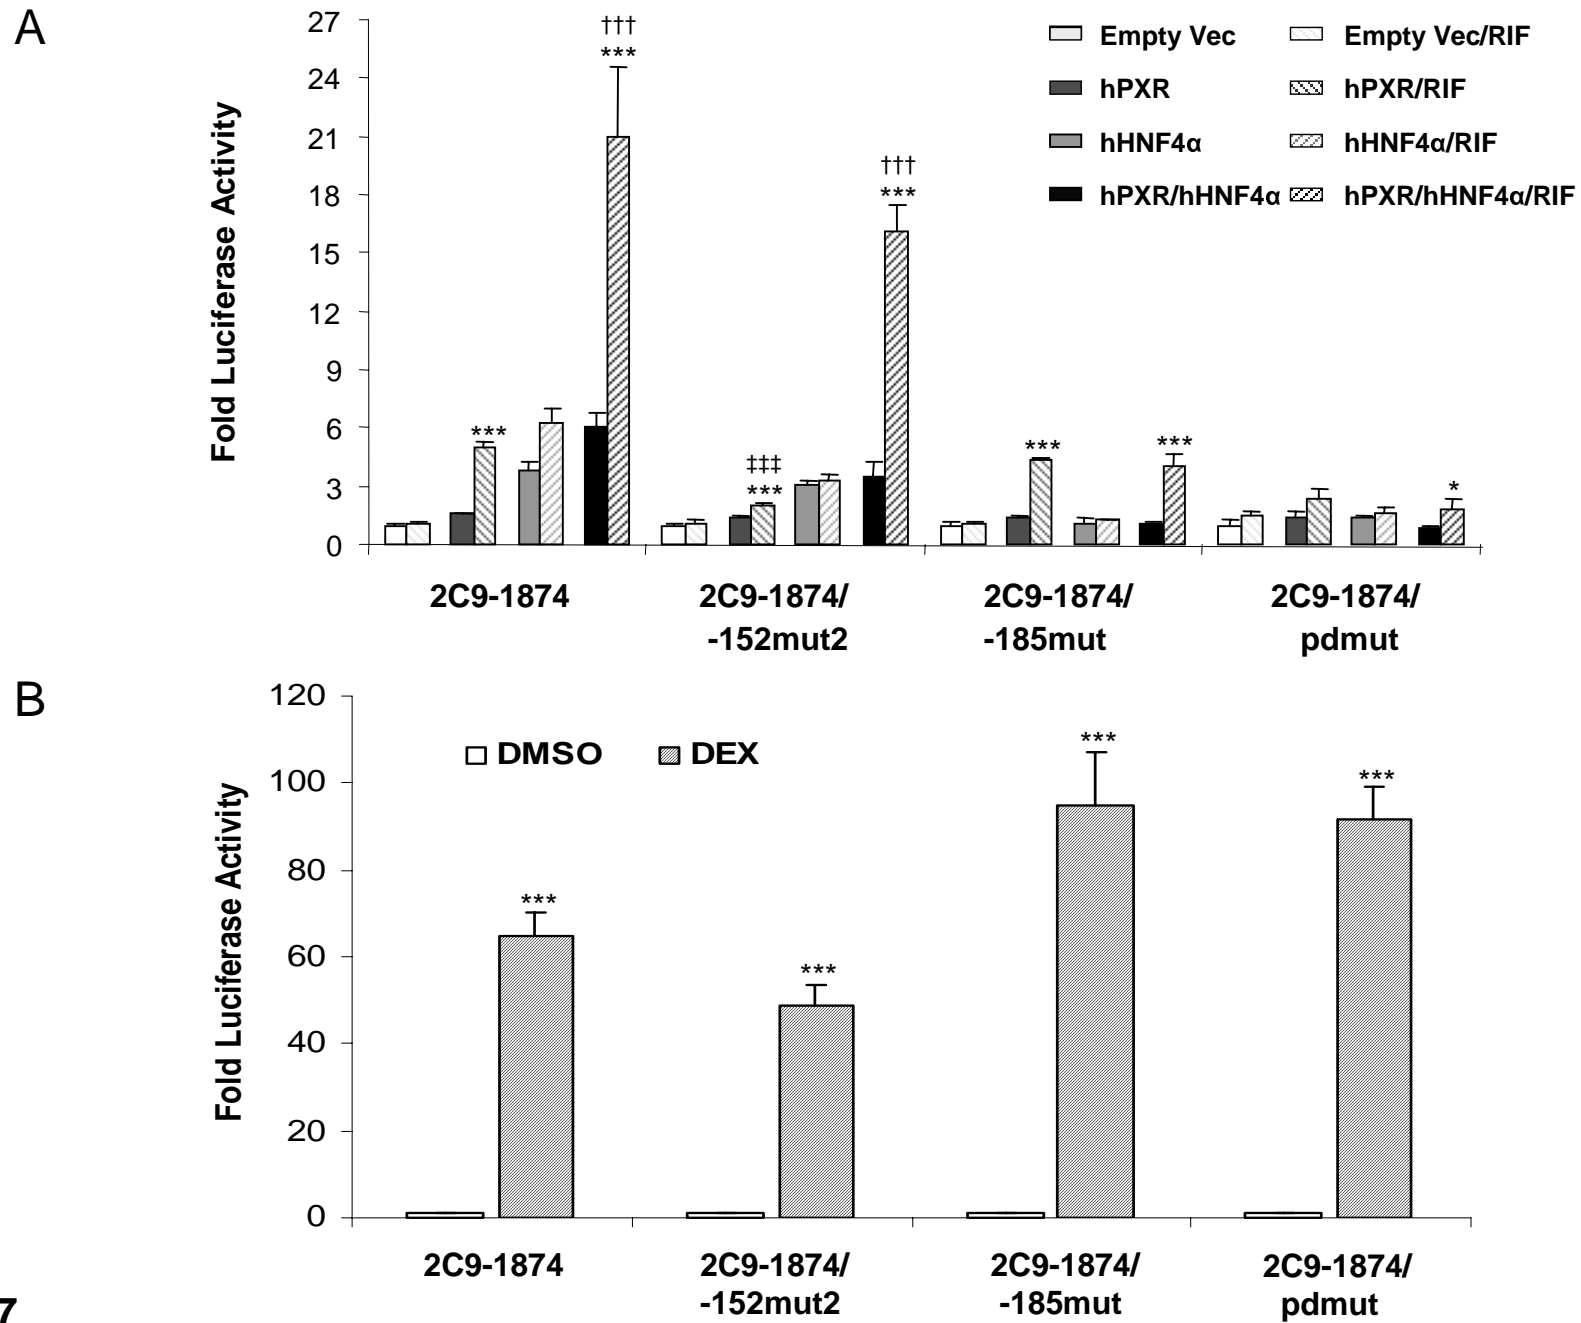 A
27
24
21
18
15
12
9
6
3
0
Fold Luciferase Activity
Empty Vec
Empty Vec/RIF
hPXR
hPXR/RIF
hHNF4α
hHNF4α/RIF
hPXR/hHNF4α
hPXR/hHNF4α/RIF
***
†††
***
‡‡‡
***
†††
***
***
***
*
2C9-1874
2C9-1874/
-152mut2
2C9-1874/
-185mut
2C9-1874/
pdmut
B
120
100
80
60
40
20
0
Fold Luciferase Activity
DMSO
DEX
***
***
***
***
2C9-1874
2C9-1874/
-152mut2
2C9-1874/
-185mut
2C9-1874/
pdmut
7